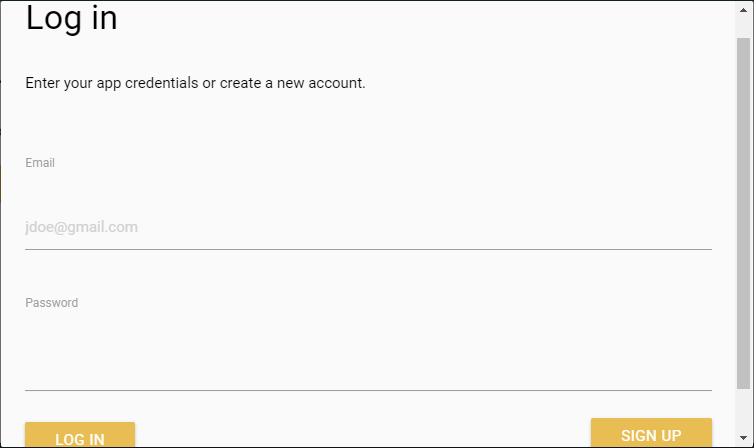 Log in
Enter your app credentials or create a new account.
Email
jdoe@gmail.com
Password
LOG IN
SIGN UP